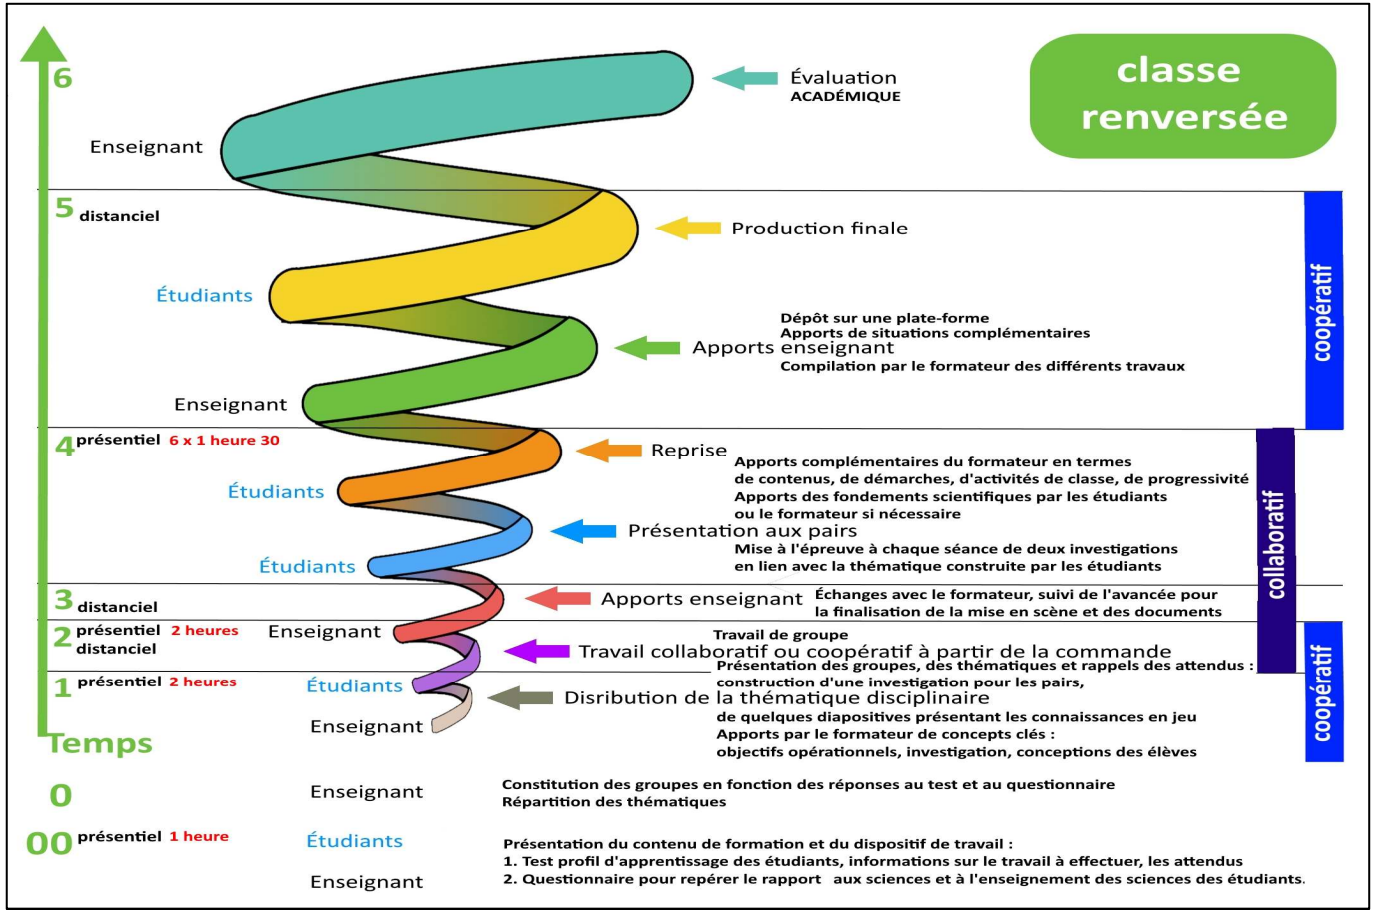 classe
renversée
6
Évaluation
ACADÉMIQUE
Enseignant
5 distanciel
Production finale
Étudiants
coopératif
Dépôt sur une plate-forme
Apports de situations complémentaires
Apports enseignant
Compilation par le formateur des différents travaux
Enseignant
4 présentiel 6 x 1 heure 30
Reprise
Apports complémentaires du formateur en termes
de contenus, de démarches, d'activités de classe, de progressivité
Apports des fondements scientifiques par les étudiants
ou le formateur si nécessaire
Étudiants
collaboratif
Présentation aux pairs
Mise à l'épreuve à chaque séance de deux investigations
en lien avec la thématique construite par les étudiants
Étudiants
3 distanciel
Apports enseignant
Échanges avec le formateur, suivi de l'avancée pour
la finalisation de la mise en scène et des documents
2 présentiel 2 heures
distanciel
Enseignant
Travail de groupe
Travail collaboratif ou coopératif à partir de la commande
Présentation des groupes, des thématiques et rappels des attendus :
construction d'une investigation pour les pairs,
1 présentiel 2 heures
Étudiants
Disribution de la thématique disciplinaire
coopératif
Enseignant
de quelques diapositives présentant les connaissances en jeu
Apports par le formateur de concepts clés :
objectifs opérationnels, investigation, conceptions des élèves
Temps
0
Enseignant
Constitution des groupes en fonction des réponses au test et au questionnaire
Répartition des thématiques
00 présentiel 1 heure
Étudiants
Présentation du contenu de formation et du dispositif de travail :
1. Test profil d'apprentissage des étudiants, informations sur le travail à effectuer, les attendus
Enseignant
2. Questionnaire pour repérer le rapport aux sciences et à l'enseignement des sciences des étudiants.